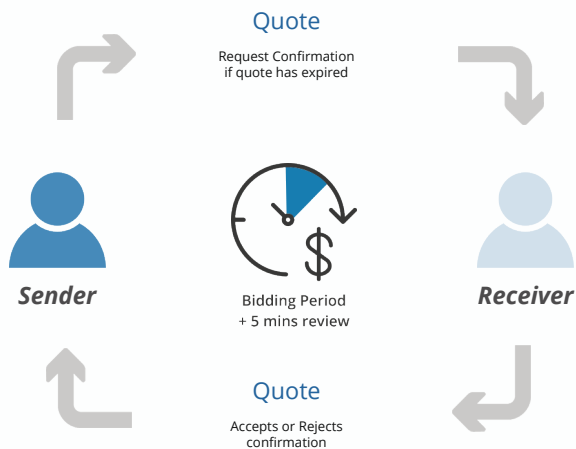 Quote
Request Confirmation
if quote has expired
$
Sender
Bidding Period
+ 5 mins review
Receiver
Quote
Accepts or Rejects
confirmation